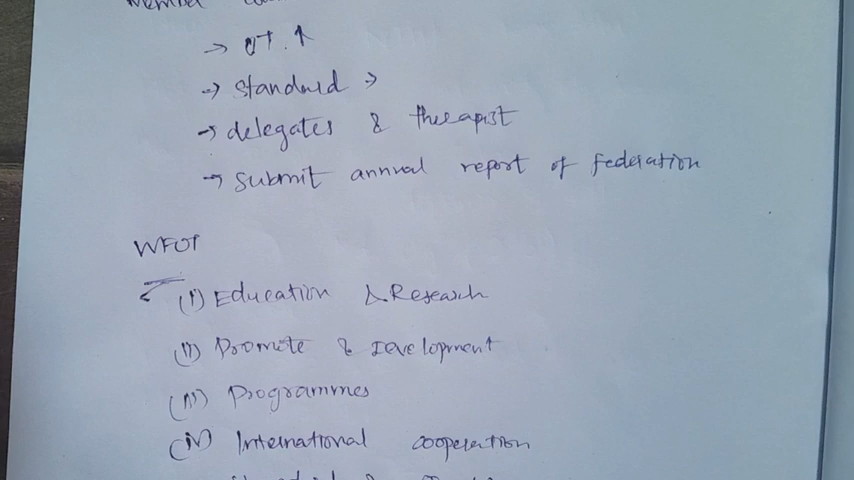 Member
→ OT. ↑
→ Standard →
→ delegates & therapist
→ Submit annual report of federation
WFOT
(i) Education & Research
(ii) Promote & Development
(iii) Programmes
(iv) International cooperation